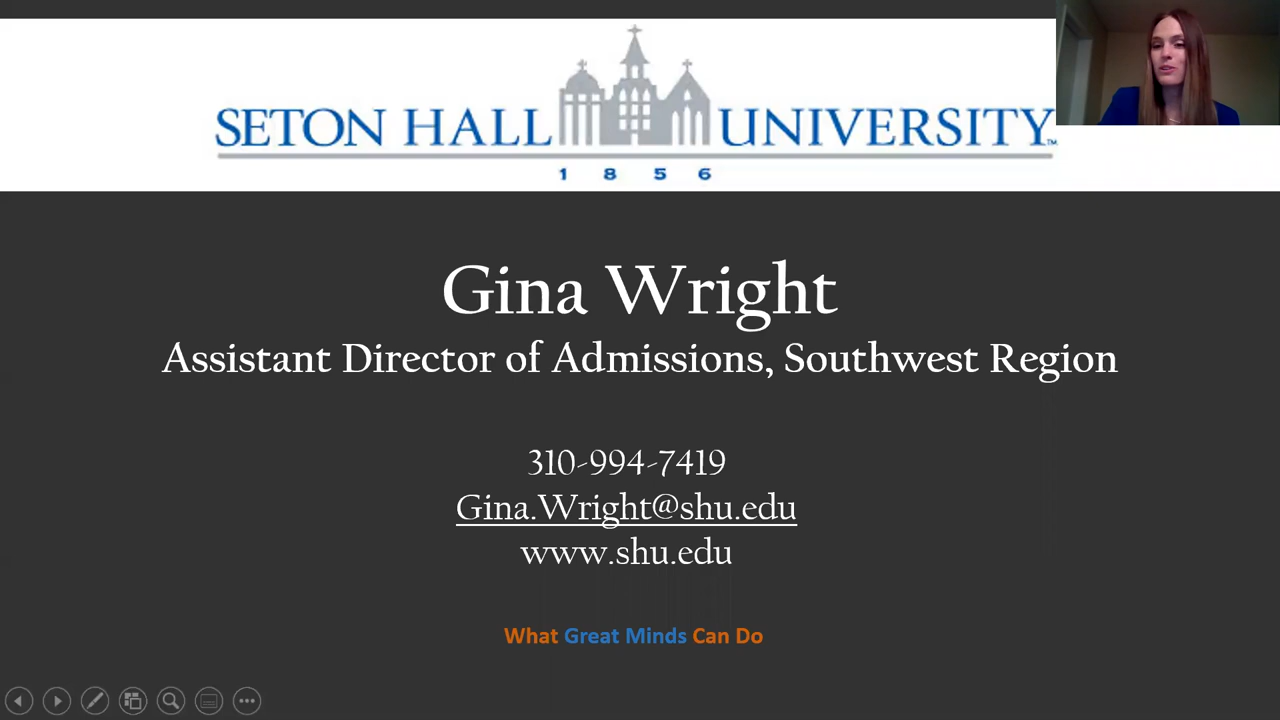 SETON HALL UNIVERSITY™
1856
Gina Wright
Assistant Director of Admissions, Southwest Region
310-994-7419
Gina.Wright@shu.edu
www.shu.edu
What Great Minds Can Do